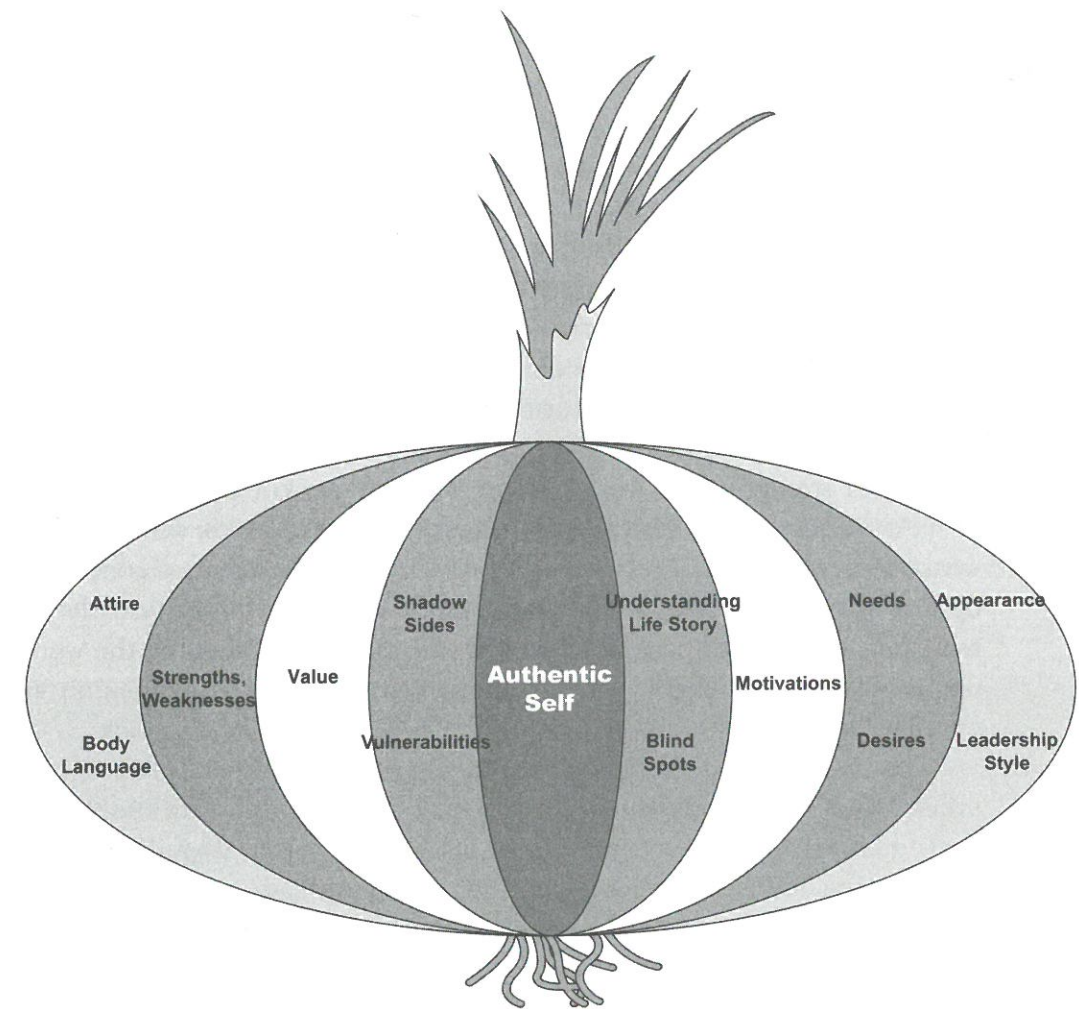 Attire
Strengths,
Weaknesses
Body
Language
Value
Shadow
Sides
Vulnerabilities
Authentic
Self
Understanding
Life Story
Blind
Spots
Motivations
Needs
Desires
Appearance
Leadership
Style